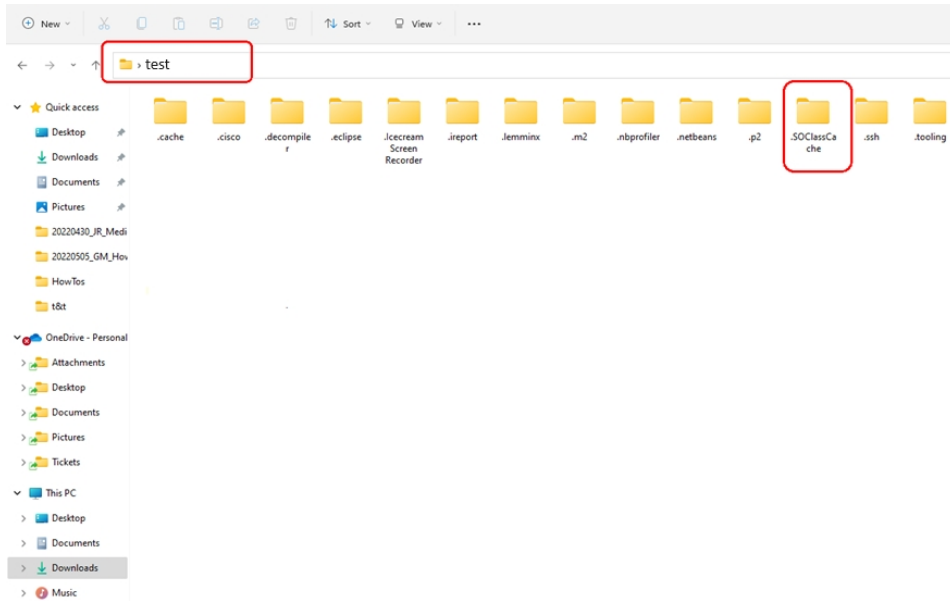 New
Sort
View
test
Quick access
Desktop
Downloads
Documents
Pictures
20220430_JR_Medi
20220505_GM_Hov
HowTos
t&t
OneDrive - Personal
Attachments
Desktop
Documents
Pictures
Tickets
This PC
Desktop
Documents
Downloads
Music
.cache
.cisco
.decompile
r
.eclipse
.Icecream
Screen
Recorder
.ireport
.lemminx
.m2
.nbprofiler
.netbeans
.p2
.SOClassCa
che
.ssh
.tooling